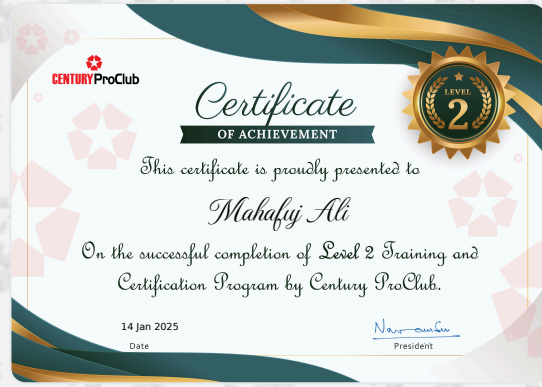 CENTURY ProClub
Certificate
OF ACHIEVEMENT
LEVEL
2
This certificate is proudly presented to
Mahafuj Ali
On the successful completion of Level 2 Training and
Certification Program by Century ProClub.
14 Jan 2025
Date
President